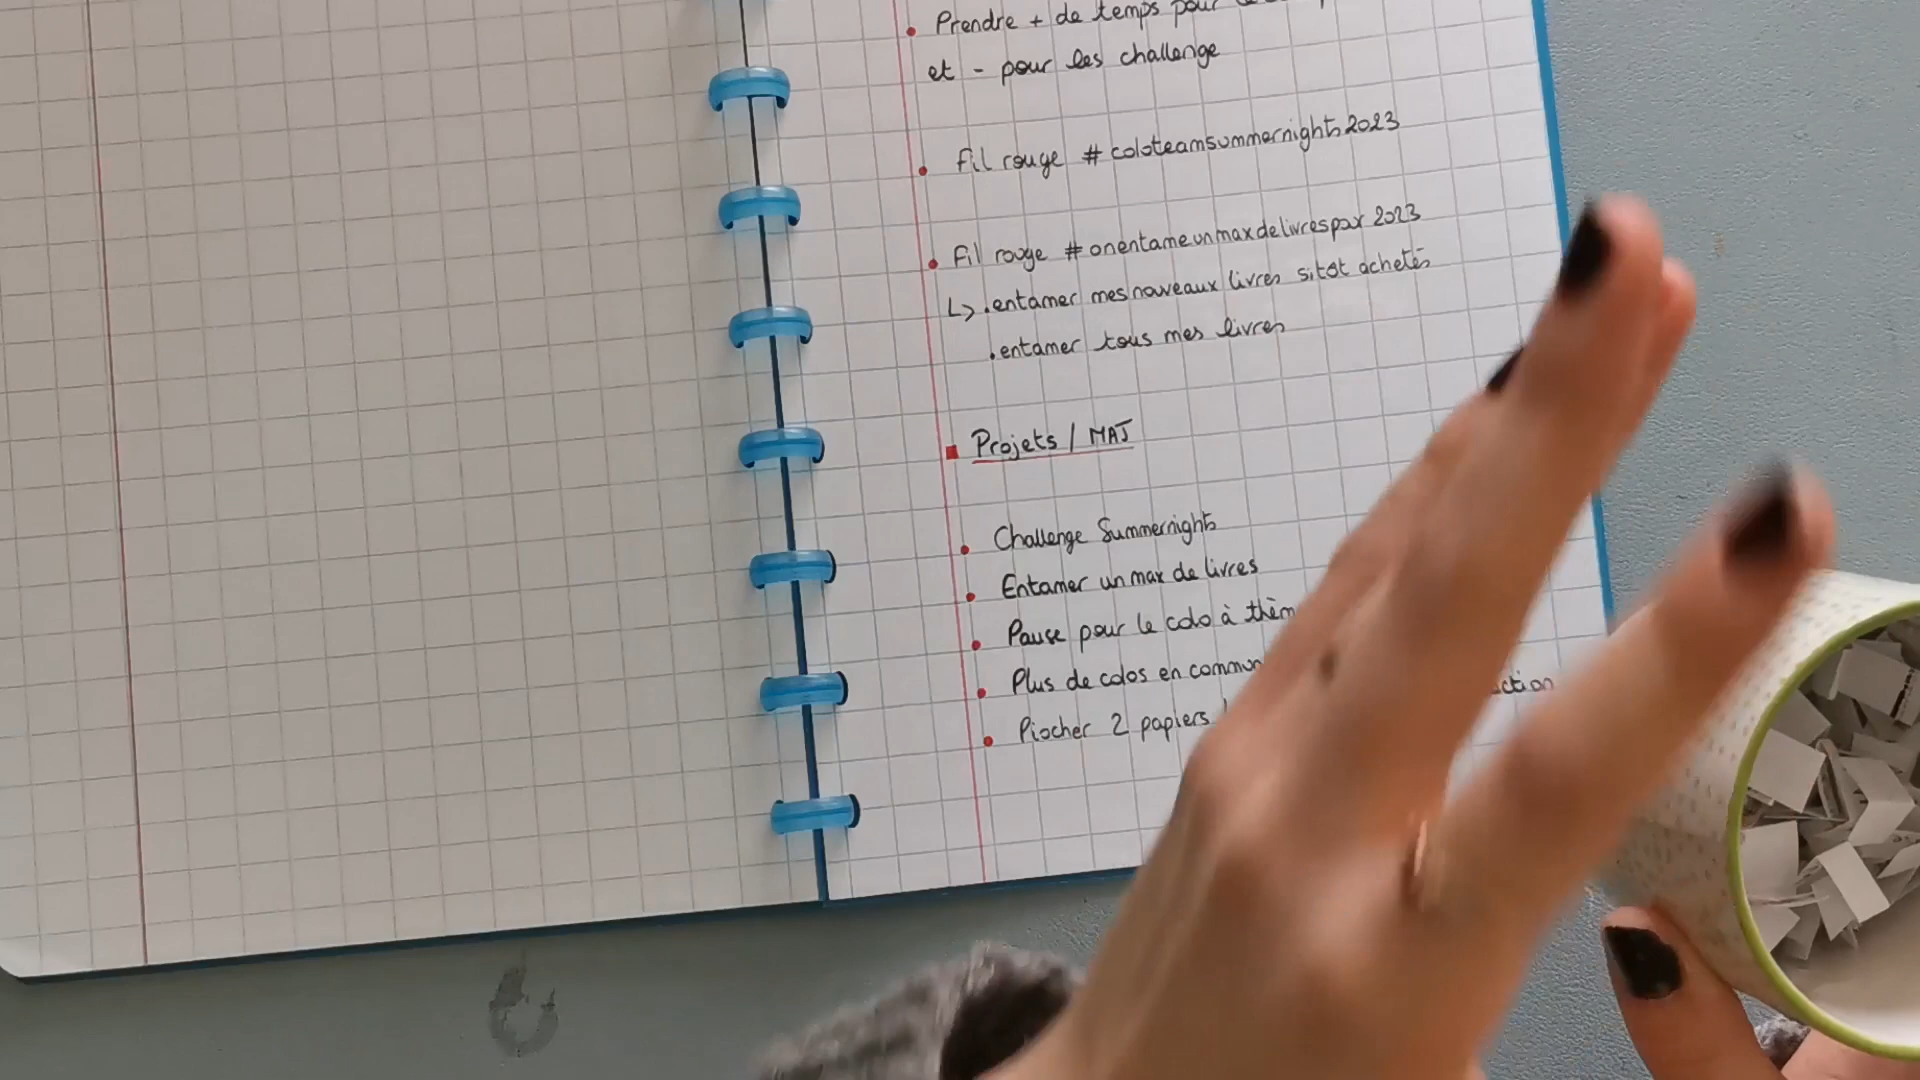 • Prendre + de temps pour
et - pour les challenge
• Fil rouge #coloteamsummernights2023
• Fil rouge #onentameunmaxdelivrespar2023
↳ .entamer mes nouveaux livres sitôt achetés
.entamer tous mes livres
▪ Projets / MAJ
• Challenge Summernights
• Entamer un max de livres
• Pause pour le colo à thèm
• Plus de colos en commun ction
• Piocher 2 papiers